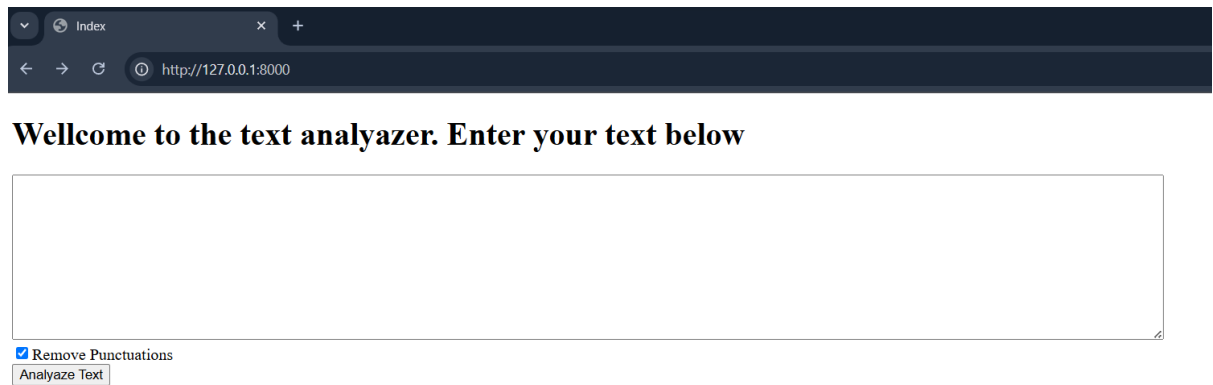 Index
http://127.0.0.1:8000
Wellcome to the text analyazer. Enter your text below
Remove Punctuations
Analyaze Text